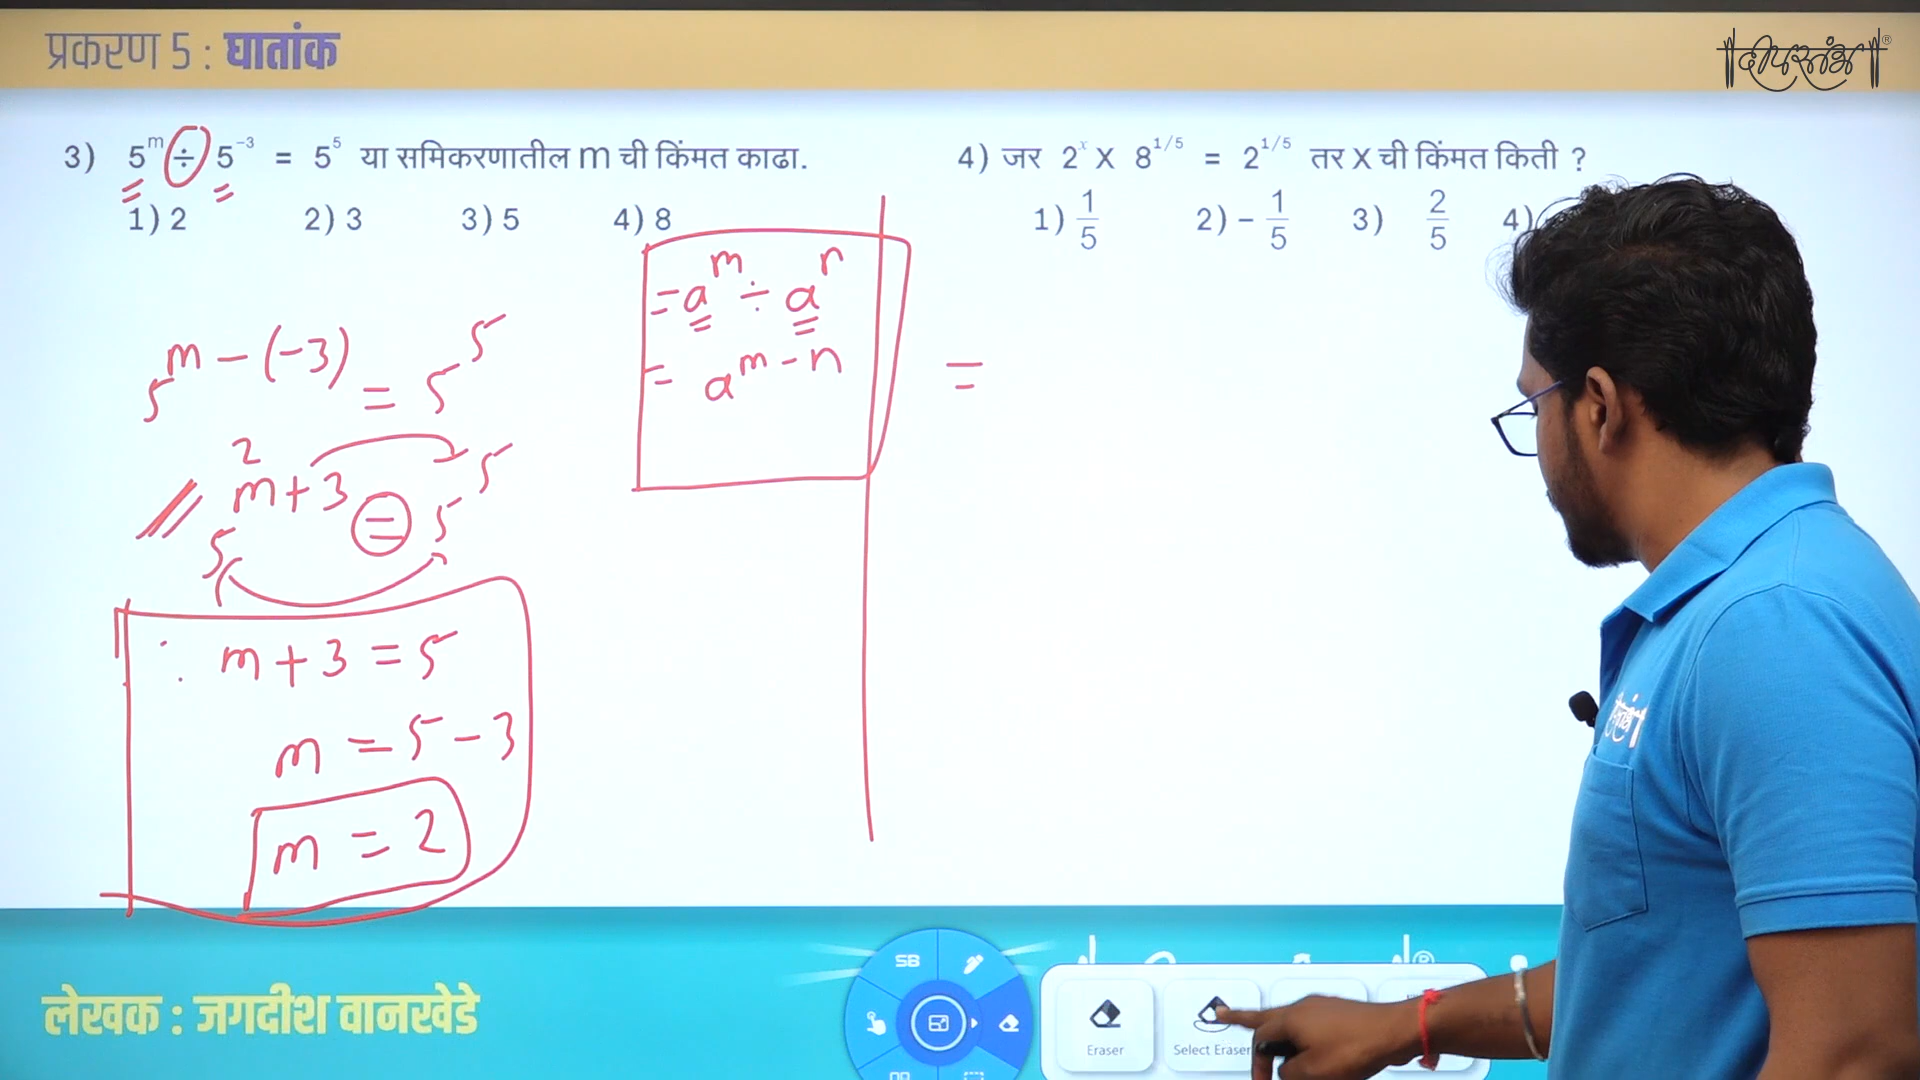 प्रकरण 5 : घातांक
दीपस्तंभ®
3) 5^m ÷ 5^-3 = 5^5 या समिकरणातील m ची किंमत काढा.
1) 2 2) 3 3) 5 4) 8
4) जर 2^x X 8^1/5 = 2^1/5 तर X ची किंमत किती ?
1) 1/5 2) - 1/5 3) 2/5 4)
5^m-(-3) = 5^5
2
5^m+3 = 5^5
∴ m+3 = 5
m = 5-3
m = 2
= a^m ÷ a^n
= a^m-n
=
लेखक : जगदीश वानखेडे
SB
Eraser
Select Eraser